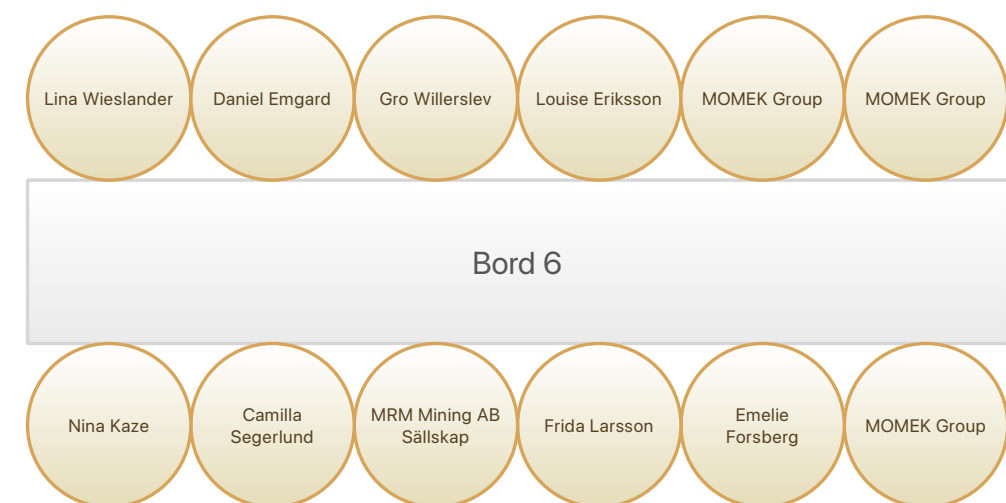 Lina Wieslander
Daniel Emgard
Gro Willerslev
Louise Eriksson
MOMEK Group
MOMEK Group
Bord 6
Nina Kaze
Camilla
Segerlund
MRM Mining AB
Sällskap
Frida Larsson
Emelie
Forsberg
MOMEK Group